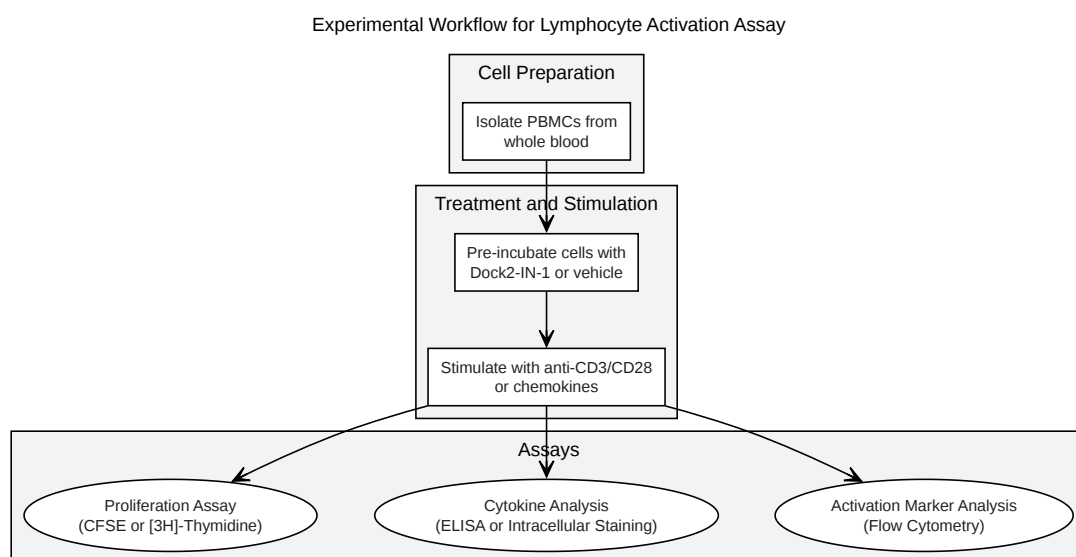 Experimental Workflow for Lymphocyte Activation Assay
Cell Preparation
Isolate PBMCs from
whole blood
Treatment and Stimulation
Pre-incubate cells with
Dock2-IN-1 or vehicle
Stimulate with anti-CD3/CD28
or chemokines
Assays
Proliferation Assay
(CFSE or [3H]-Thymidine)
Cytokine Analysis
(ELISA or Intracellular Staining)
Activation Marker Analysis
(Flow Cytometry)